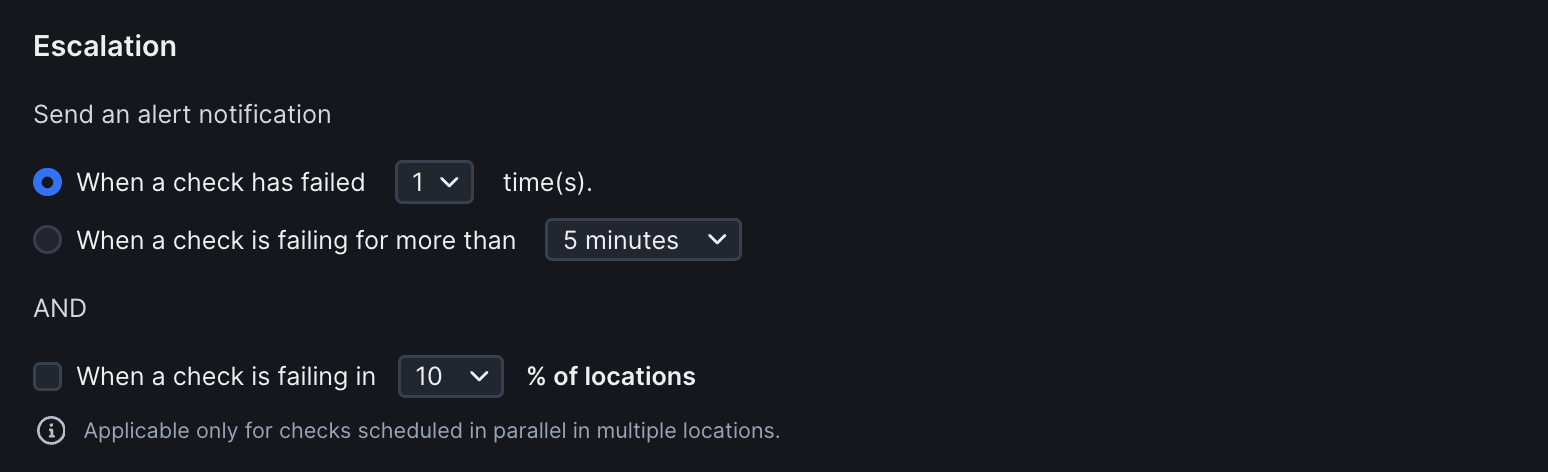 Escalation
Send an alert notification
When a check has failed 1 time(s).
When a check is failing for more than 5 minutes
AND
When a check is failing in 10 % of locations
Applicable only for checks scheduled in parallel in multiple locations.